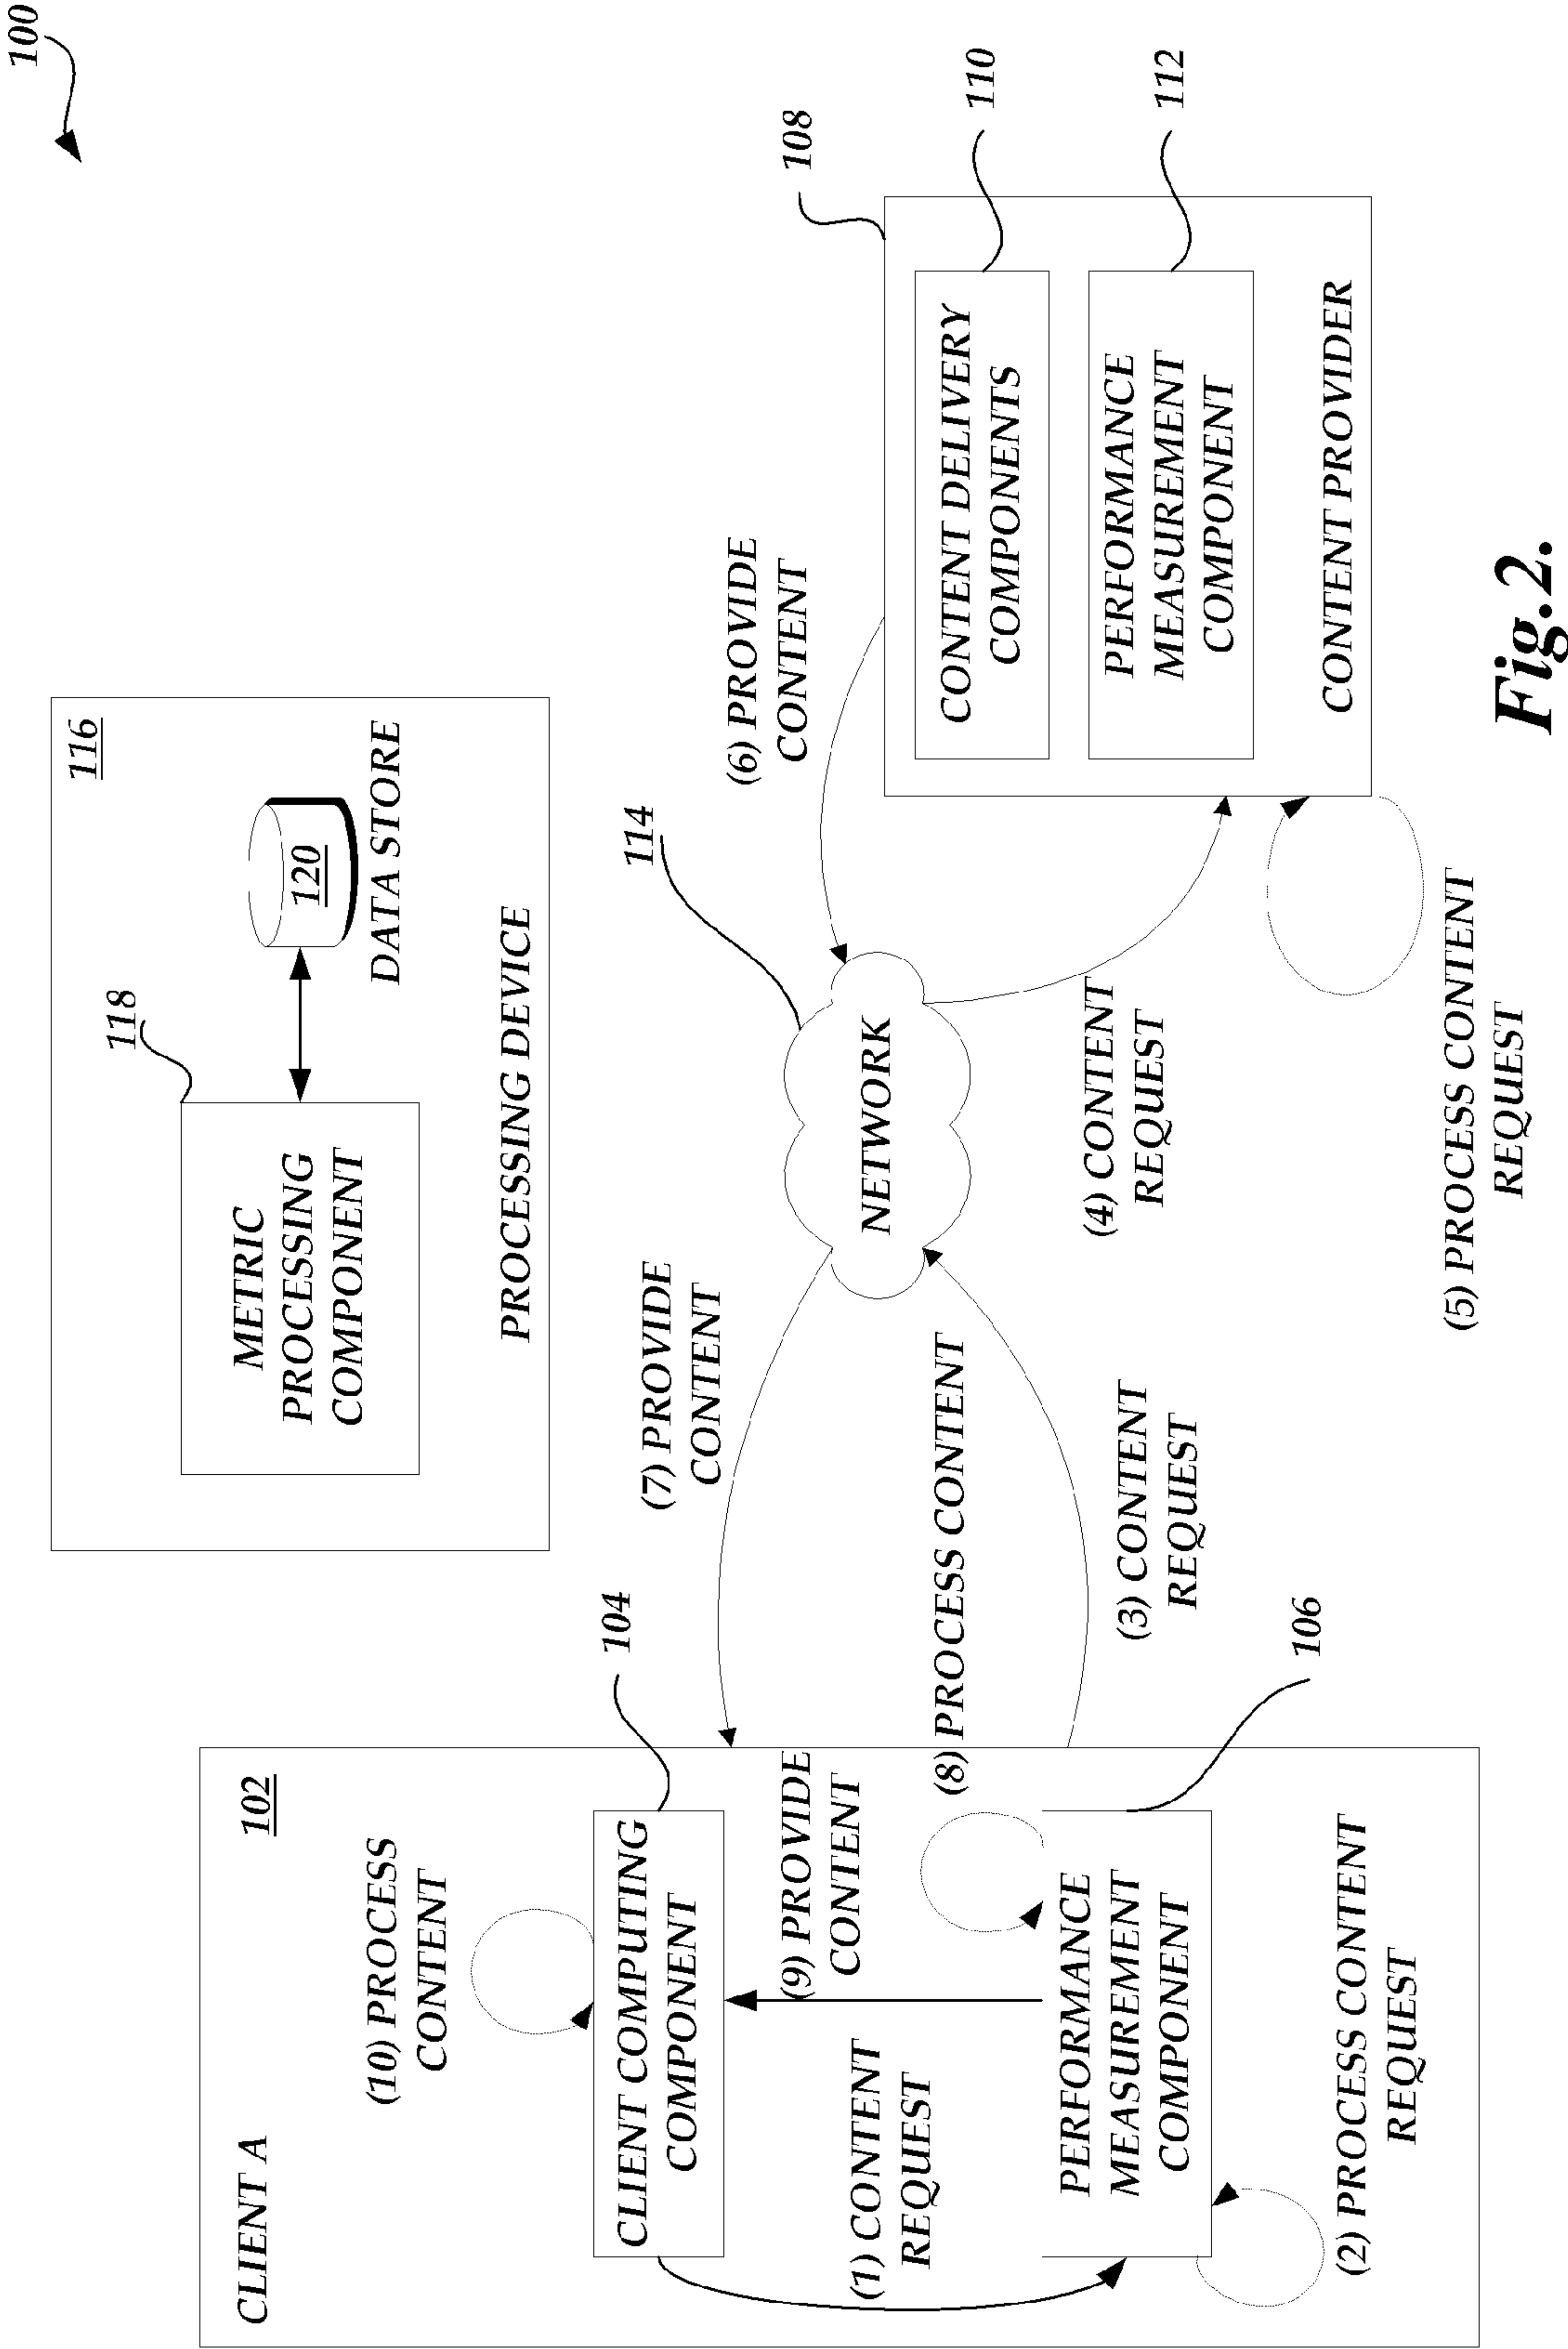 100
116
118
METRIC
PROCESSING
COMPONENT
120
DATA STORE
PROCESSING DEVICE
CLIENT A
102
(10) PROCESS
CONTENT
104
CLIENT COMPUTING
COMPONENT
(1) CONTENT
REQUEST
(9) PROVIDE
CONTENT
(8) PROCESS CONTENT
PERFORMANCE
MEASUREMENT
COMPONENT
106
(2) PROCESS CONTENT
REQUEST
(7) PROVIDE
CONTENT
(3) CONTENT
REQUEST
114
NETWORK
(6) PROVIDE
CONTENT
(4) CONTENT
REQUEST
108
CONTENT DELIVERY
COMPONENTS
110
PERFORMANCE
MEASUREMENT
COMPONENT
112
CONTENT PROVIDER
(5) PROCESS CONTENT
REQUEST
Fig.2.